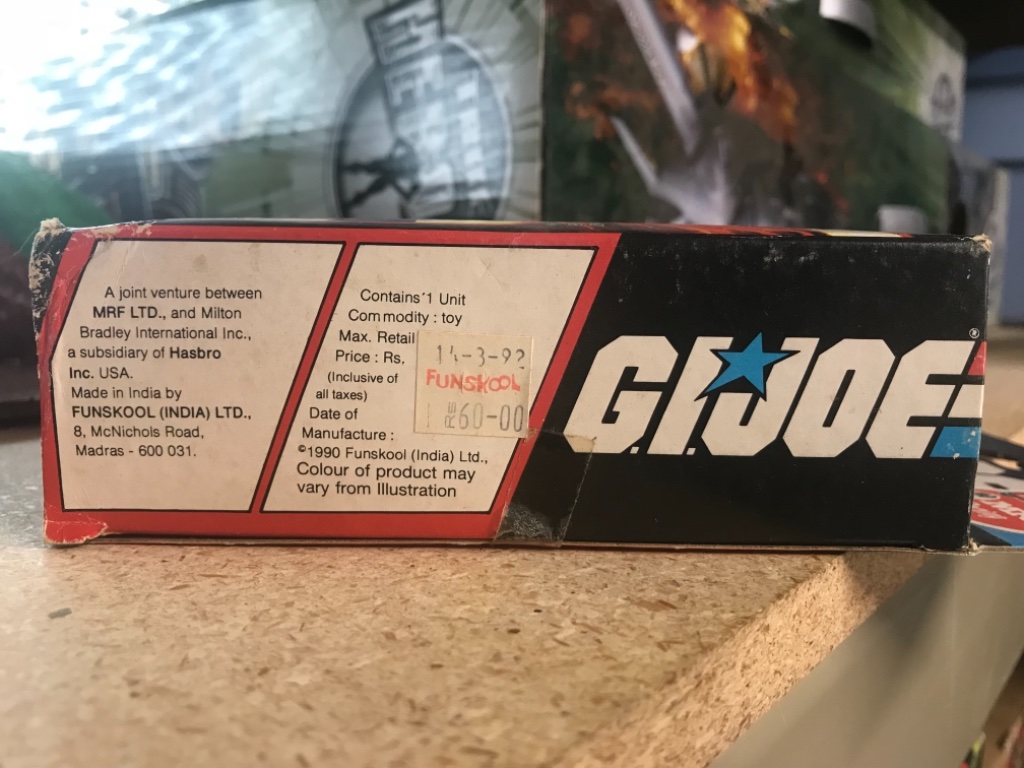 A joint venture between
MRF LTD., and Milton
Bradley International Inc.,
a subsidiary of Hasbro
Inc. USA.
Made in India by
FUNSKOOL (INDIA) LTD.,
8, McNichols Road,
Madras - 600 031.
Contains 1 Unit
Commodity : toy
Max. Retail
Price : Rs.
(Inclusive of
all taxes)
Date of
Manufacture :
©1990 Funskool (India) Ltd.,
Colour of product may
vary from Illustration
FUNSKOOL
RS 60-00
G.I. JOE®